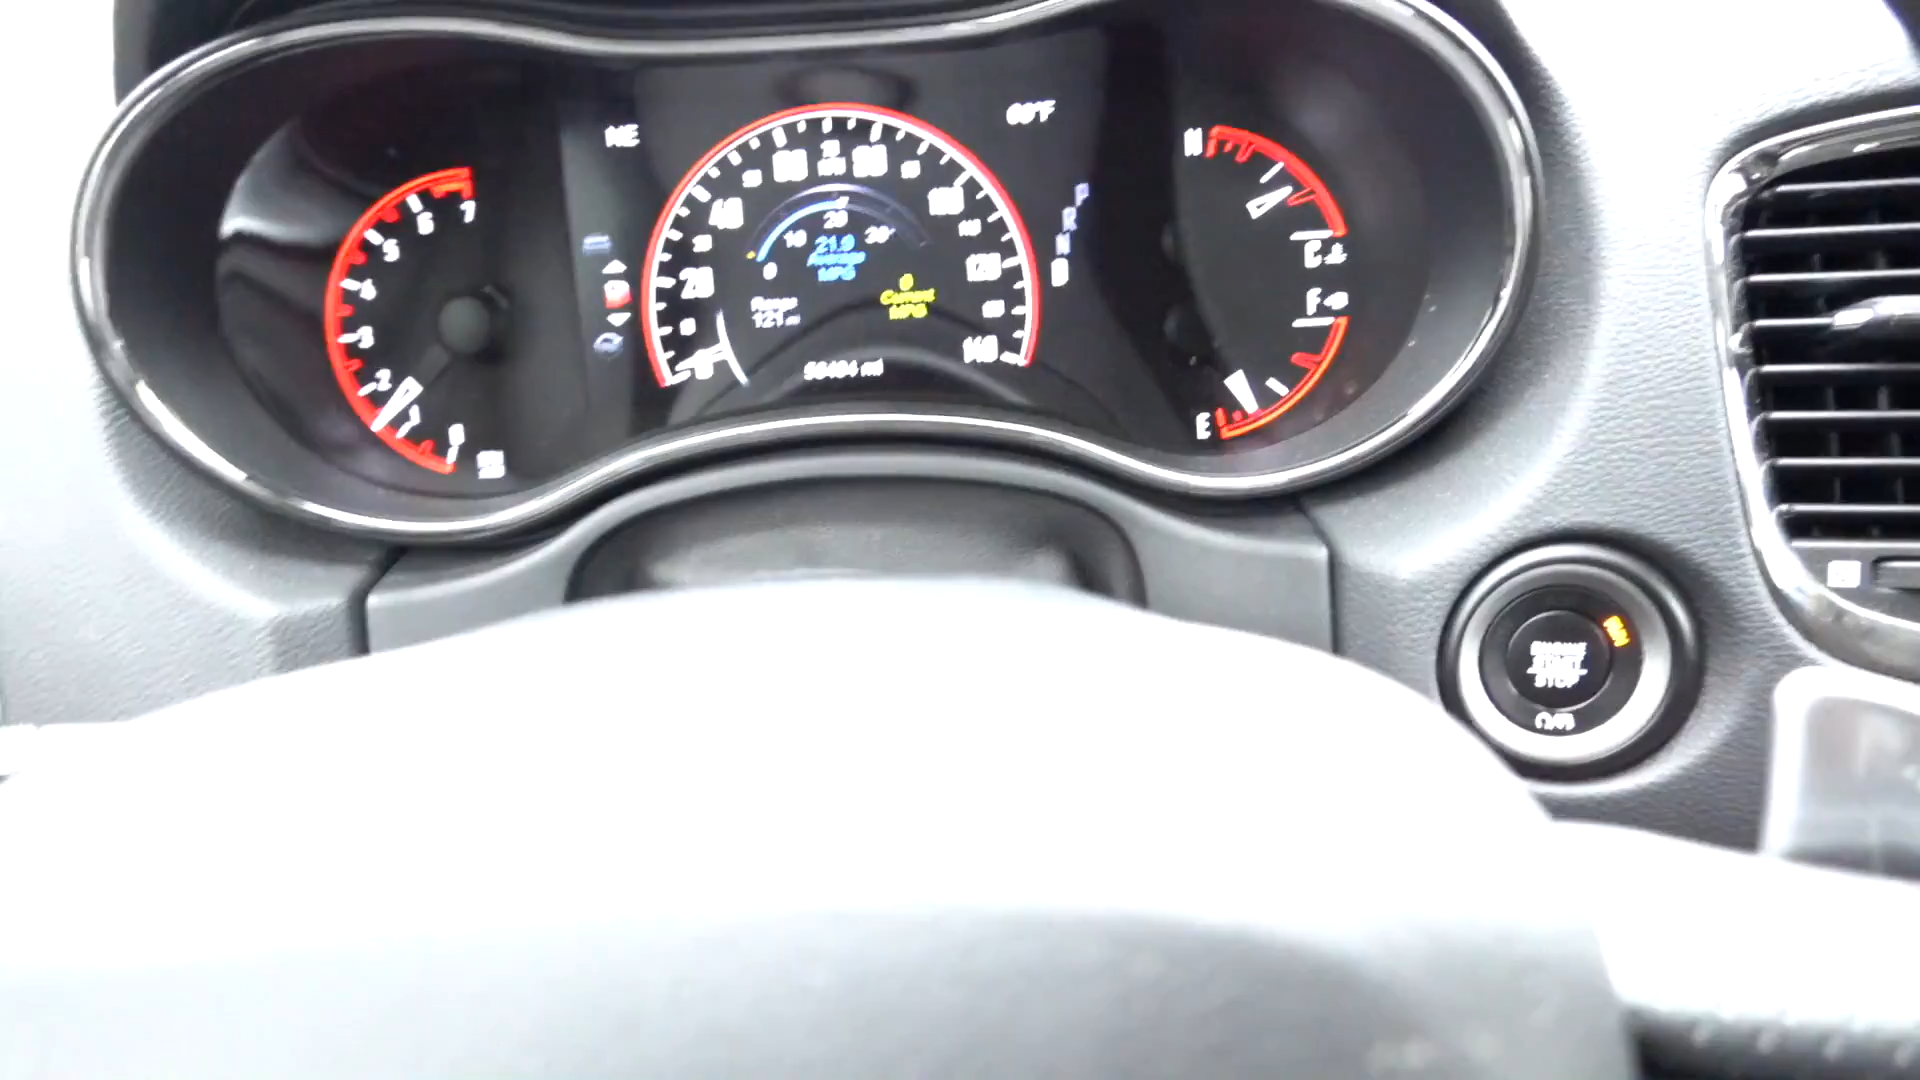 NE
7
6
5
4
3
2
1
0
20
40
60
80
100
120
140
0
10
20
30
21.9
Average
MPG
Range
121 mi
0
Current
MPG
P
R
N
D
H
C
F
E
RUN
ENGINE
START
STOP